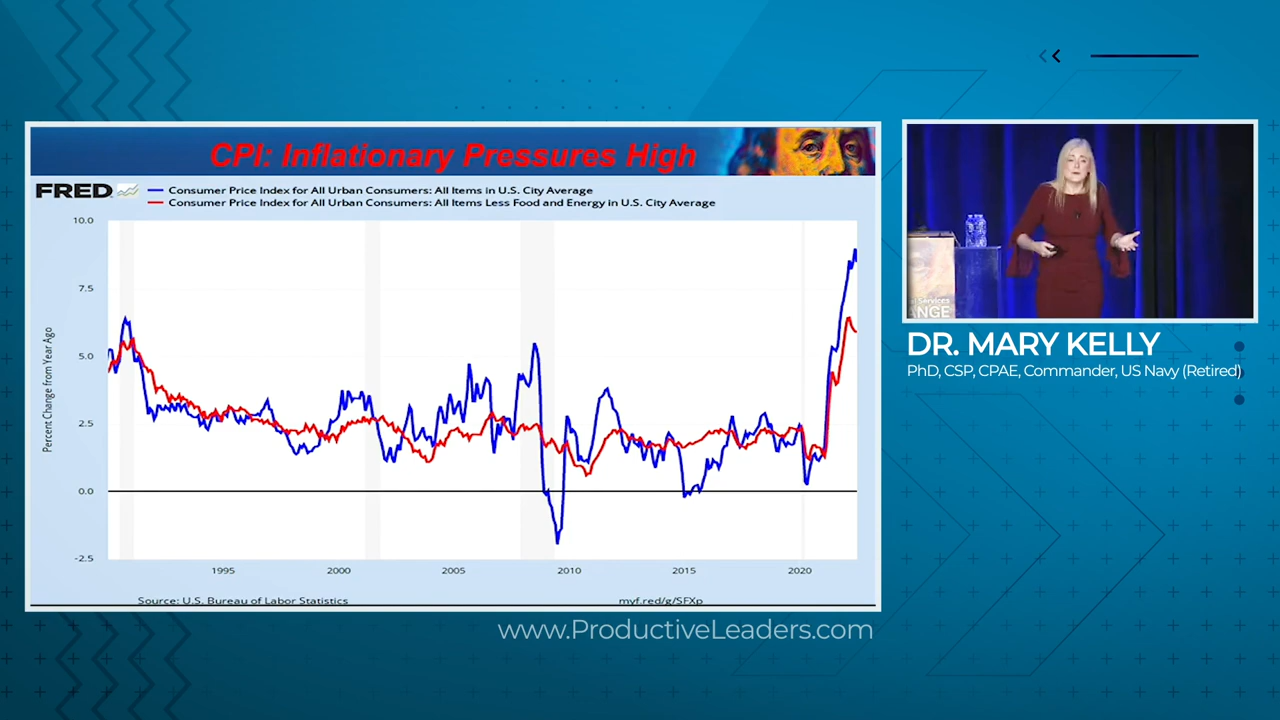 CPI: Inflationary Pressures High
FRED
Consumer Price Index for All Urban Consumers: All Items in U.S. City Average
Consumer Price Index for All Urban Consumers: All Items Less Food and Energy in U.S. City Average
10.0
7.5
5.0
2.5
0.0
-2.5
Percent Change from Year Ago
1995
2000
2005
2010
2015
2020
Source: U.S. Bureau of Labor Statistics
myf.red/g/SFXp
www.ProductiveLeaders.com
al Services
ANGE
DR. MARY KELLY
PhD, CSP, CPAE, Commander, US Navy (Retired)